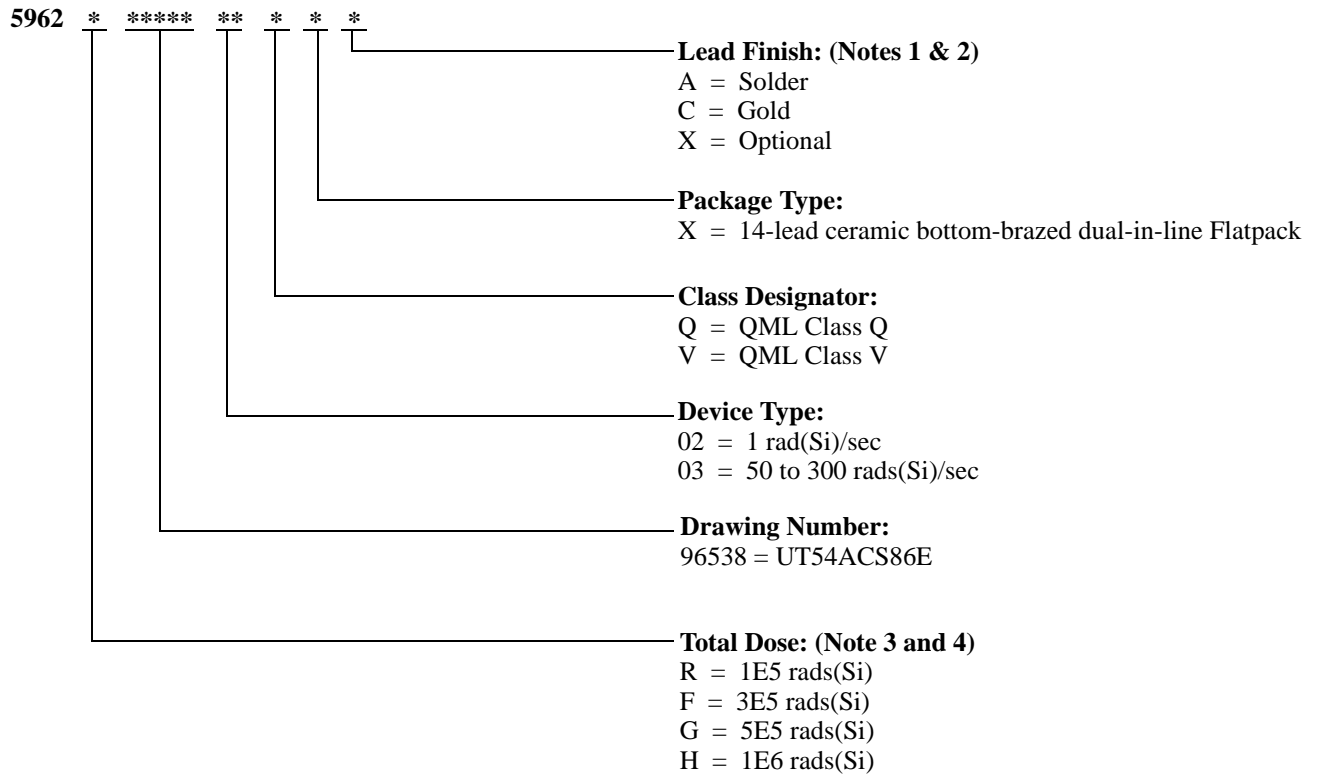 5962 * ***** ** * * *
Lead Finish: (Notes 1 & 2)
A = Solder
C = Gold
X = Optional
Package Type:
X = 14-lead ceramic bottom-brazed dual-in-line Flatpack
Class Designator:
Q = QML Class Q
V = QML Class V
Device Type:
02 = 1 rad(Si)/sec
03 = 50 to 300 rads(Si)/sec
Drawing Number:
96538 = UT54ACS86E
Total Dose: (Note 3 and 4)
R = 1E5 rads(Si)
F = 3E5 rads(Si)
G = 5E5 rads(Si)
H = 1E6 rads(Si)